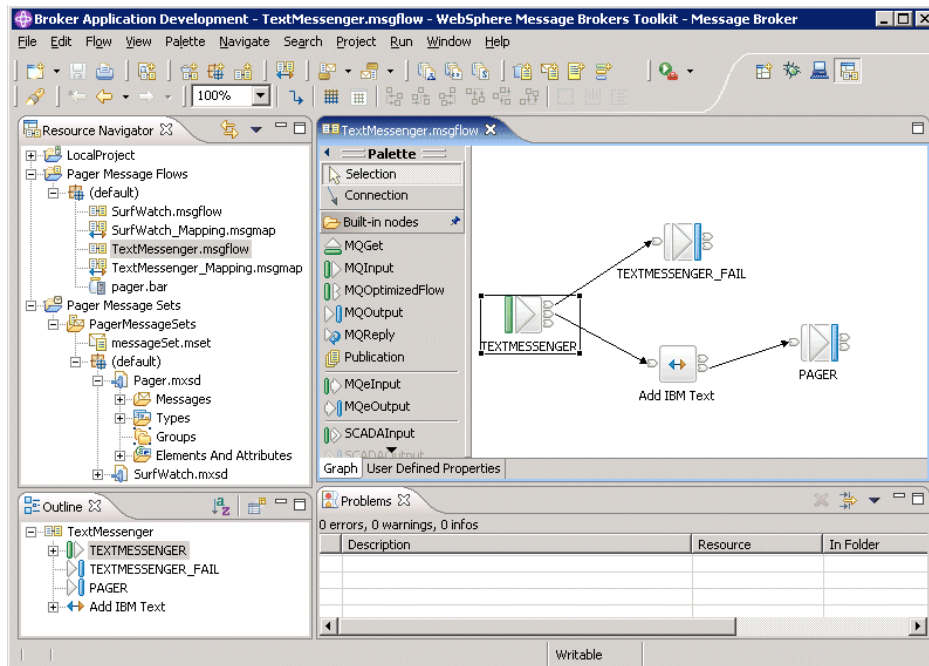 Broker Application Development - TextMessenger.msgflow - WebSphere Message Brokers Toolkit - Message Broker
File Edit Flow View Palette Navigate Search Project Run Window Help
100%
Resource Navigator
LocalProject
Pager Message Flows
(default)
SurfWatch.msgflow
SurfWatch_Mapping.msgmap
TextMessenger.msgflow
TextMessenger_Mapping.msgmap
pager.bar
Pager Message Sets
PagerMessageSets
messageSet.mset
(default)
Pager.mxsd
Messages
Types
Groups
Elements And Attributes
SurfWatch.mxsd
TextMessenger.msgflow
Palette
Selection
Connection
Built-in nodes
MQGet
MQInput
MQOptimizedFlow
MQOutput
MQReply
Publication
MQeInput
MQeOutput
SCADAInput
SCADAOutput
TEXTMESSENGER_FAIL
TEXTMESSENGER
PAGER
Add IBM Text
Graph User Defined Properties
Outline
TextMessenger
TEXTMESSENGER
TEXTMESSENGER_FAIL
PAGER
Add IBM Text
Problems
0 errors, 0 warnings, 0 infos
Description Resource In Folder
Writable